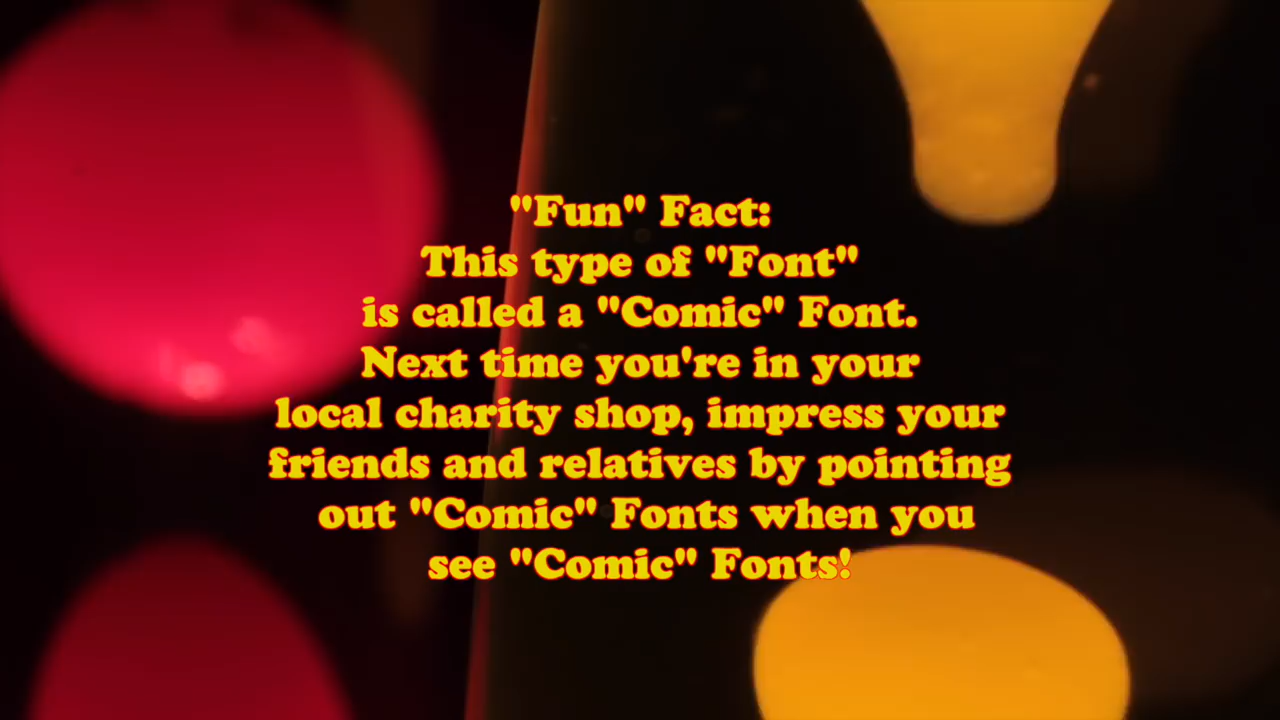 "Fun" Fact:
This type of "Font"
is called a "Comic" Font.
Next time you're in your
local charity shop, impress your
friends and relatives by pointing
out "Comic" Fonts when you
see "Comic" Fonts!